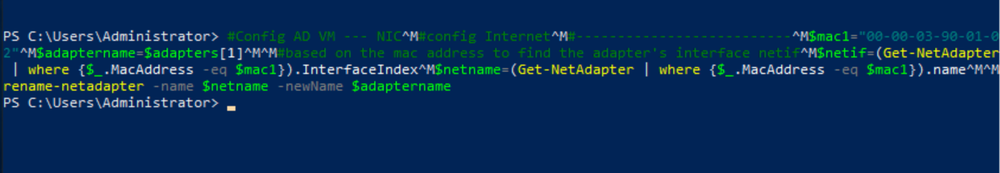 PS C:\Users\Administrator> #Config AD VM --- NIC^M#config Internet^M#--------------------------^M$mac1="00-00-03-90-01-0
2"^M$adaptername=$adapters[1]^M^M#based on the mac address to find the adapter's interface netif^M$netif=(Get-NetAdapter
 | where {$_.MacAddress -eq $mac1}).InterfaceIndex^M$netname=(Get-NetAdapter | where {$_.MacAddress -eq $mac1}).name^M^M
rename-netadapter -name $netname -newName $adaptername
PS C:\Users\Administrator>